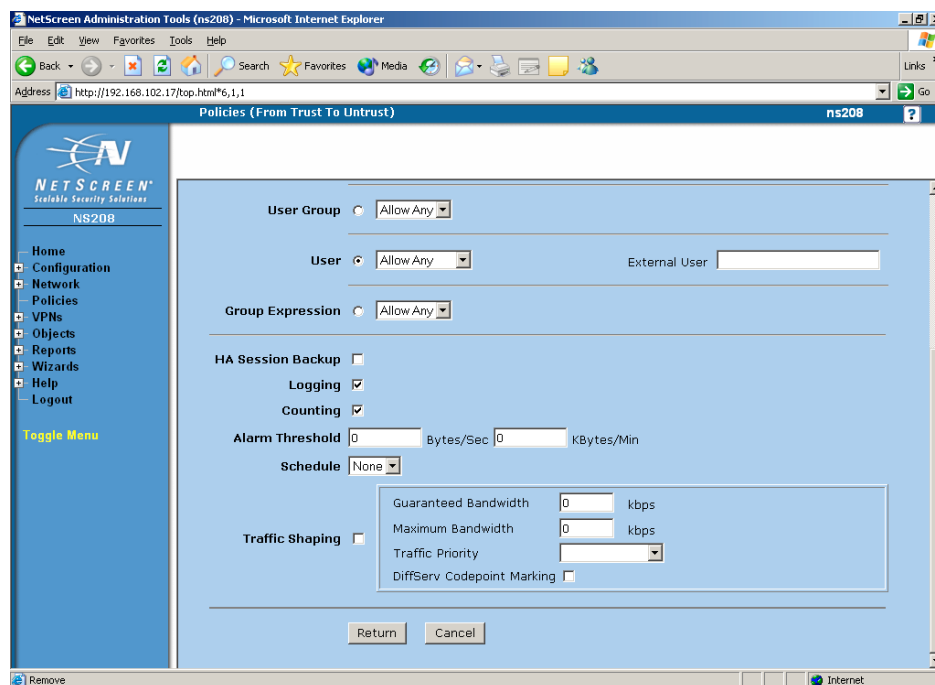 NetScreen Administration Tools (ns208) - Microsoft Internet Explorer
File Edit View Favorites Tools Help
Back Search Favorites Media Links
Address http://192.168.102.17/top.html*6,1,1 Go
Policies (From Trust To Untrust) ns208 ?
N
NETSCREEN
Scalable Security Solutions
NS208
Home
Configuration
Network
Policies
VPNs
Objects
Reports
Wizards
Help
Logout
Toggle Menu
User Group Allow Any
User Allow Any External User
Group Expression Allow Any
HA Session Backup
Logging
Counting
Alarm Threshold 0 Bytes/Sec 0 KBytes/Min
Schedule None
Traffic Shaping
Guaranteed Bandwidth 0 kbps
Maximum Bandwidth 0 kbps
Traffic Priority
DiffServ Codepoint Marking
Return Cancel
Remove Internet